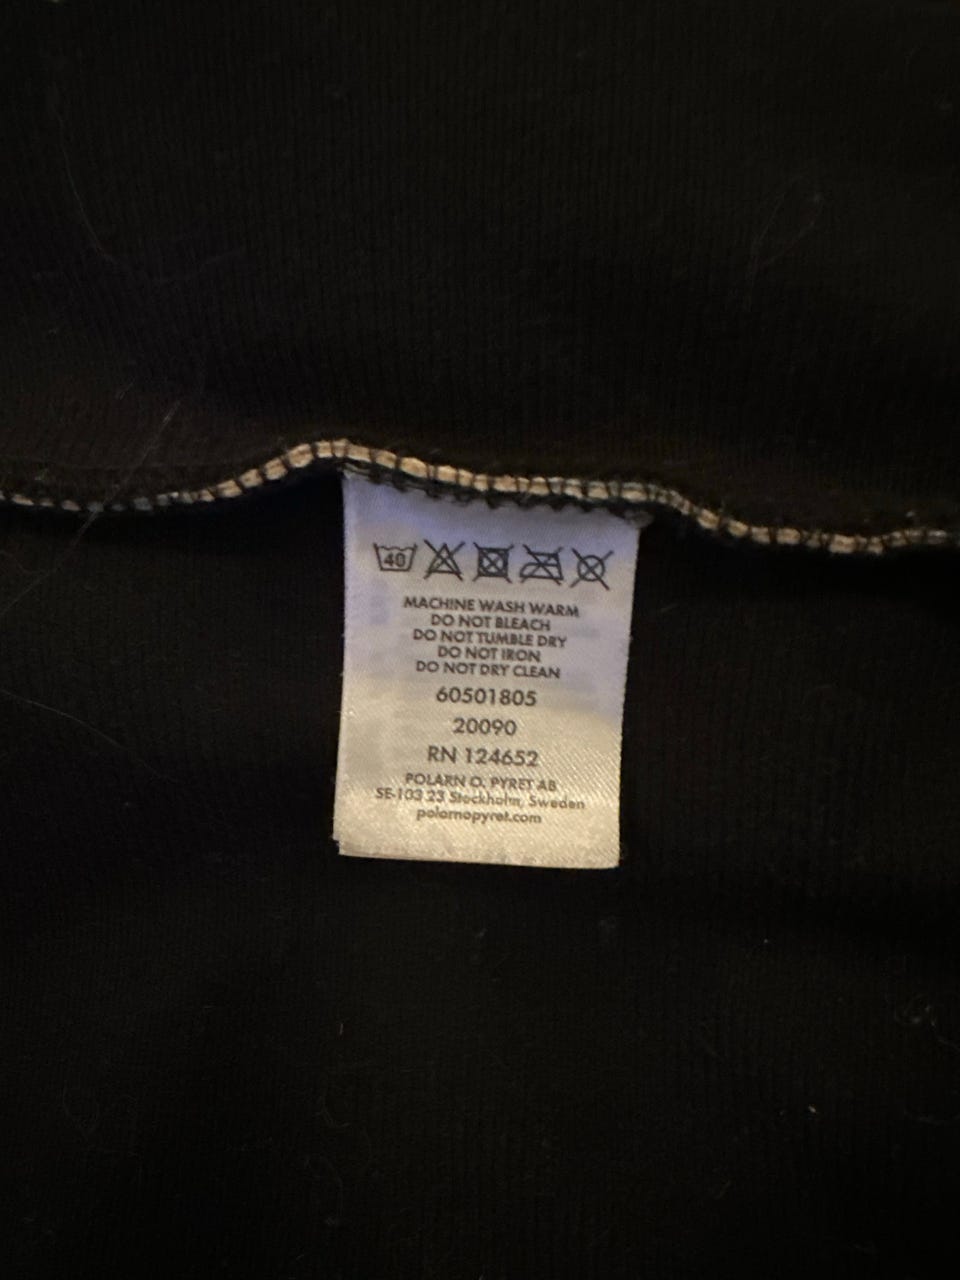 40
MACHINE WASH WARM
DO NOT BLEACH
DO NOT TUMBLE DRY
DO NOT IRON
DO NOT DRY CLEAN
60501805
20090
RN 124652
POLARN O. PYRET AB
SE-103 23 Stockholm, Sweden
polarnopyret.com